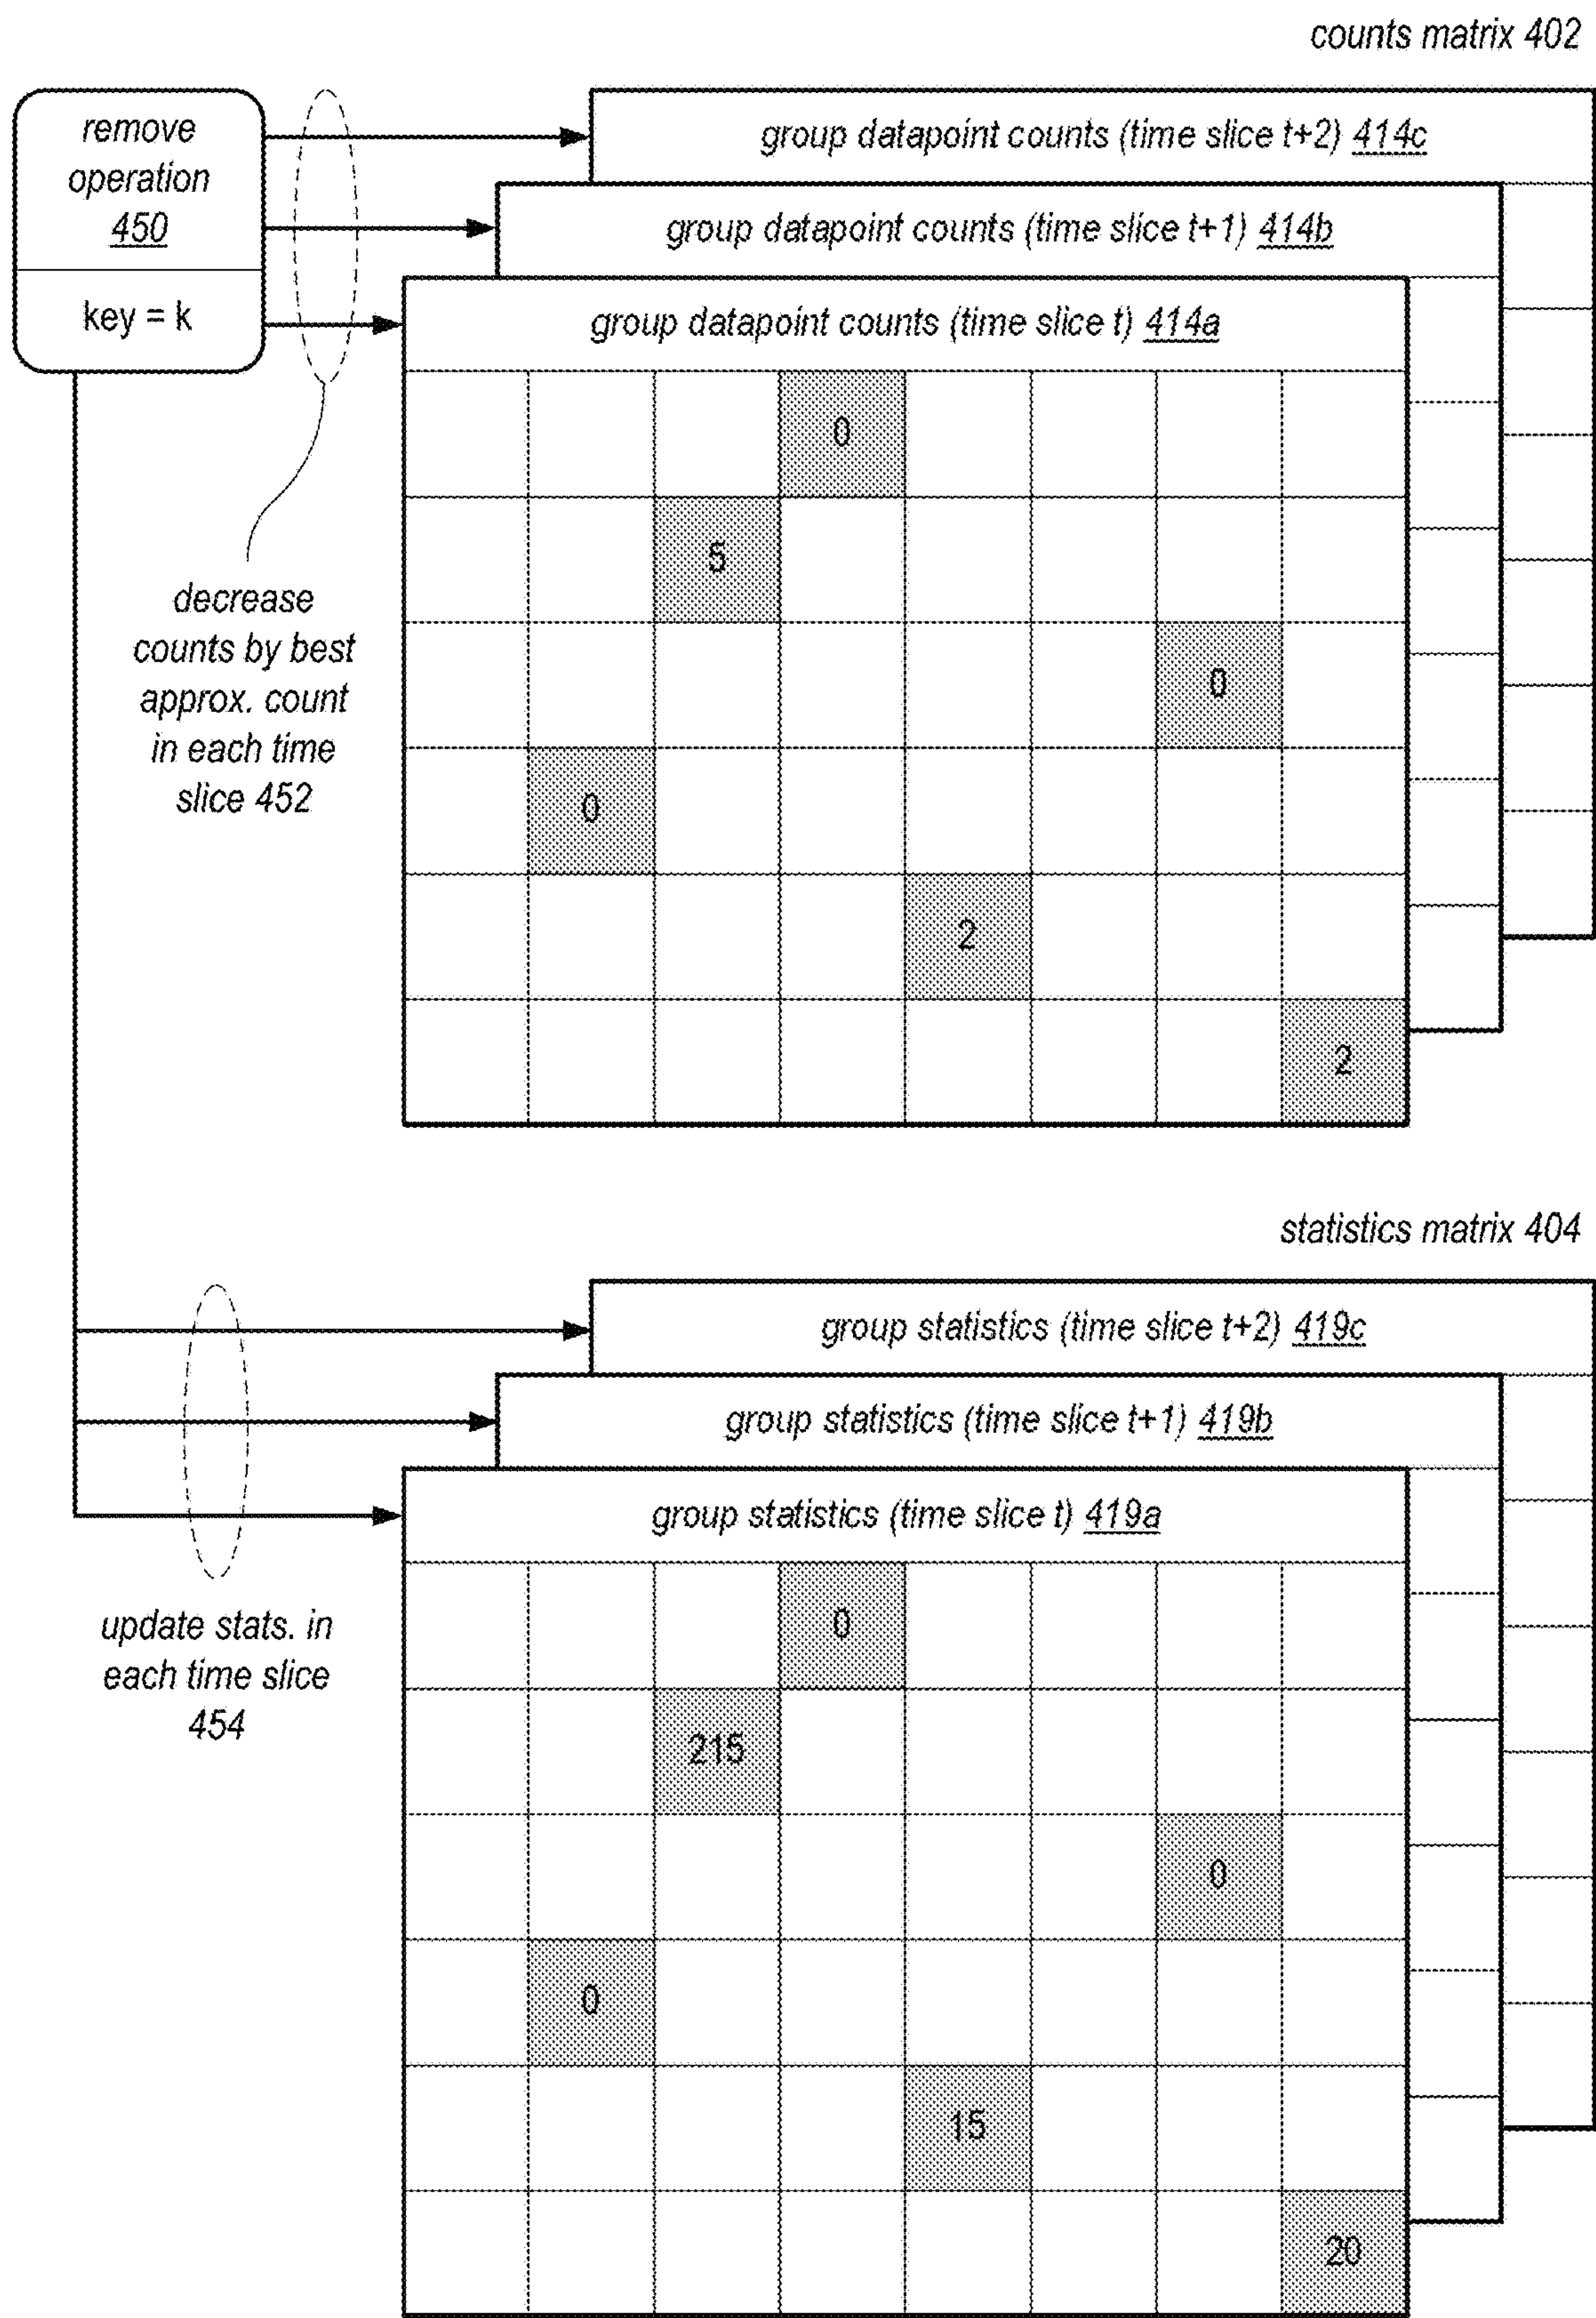 counts matrix 402
remove
operation
450
key = k
group datapoint counts (time slice t+2) 414c
group datapoint counts (time slice t+1) 414b
group datapoint counts (time slice t) 414a
0
5
0
0
2
2
decrease
counts by best
approx. count
in each time
slice 452
statistics matrix 404
group statistics (time slice t+2) 419c
group statistics (time slice t+1) 419b
group statistics (time slice t) 419a
0
215
0
0
15
20
update stats. in
each time slice
454